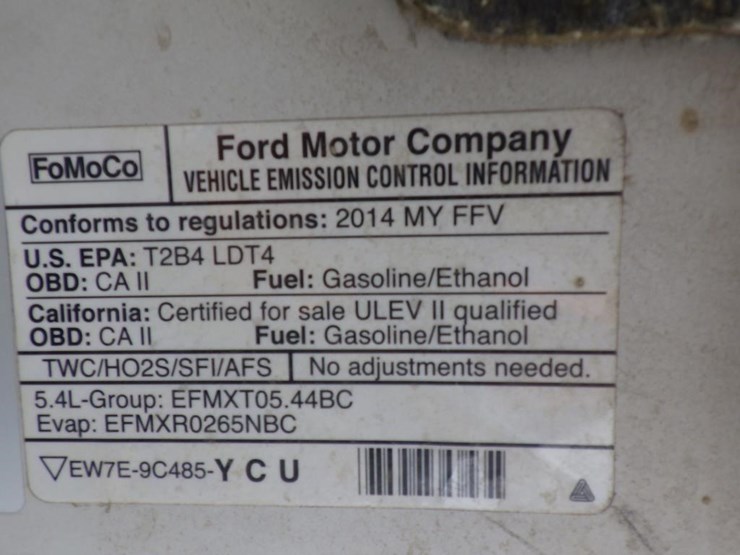 FoMoCo
Ford Motor Company
VEHICLE EMISSION CONTROL INFORMATION
Conforms to regulations: 2014 MY FFV
U.S. EPA: T2B4 LDT4
OBD: CA II Fuel: Gasoline/Ethanol
California: Certified for sale ULEV II qualified
OBD: CA II Fuel: Gasoline/Ethanol
TWC/HO2S/SFI/AFS No adjustments needed.
5.4L-Group: EFMXT05.44BC
Evap: EFMXR0265NBC
EW7E-9C485-Y C U